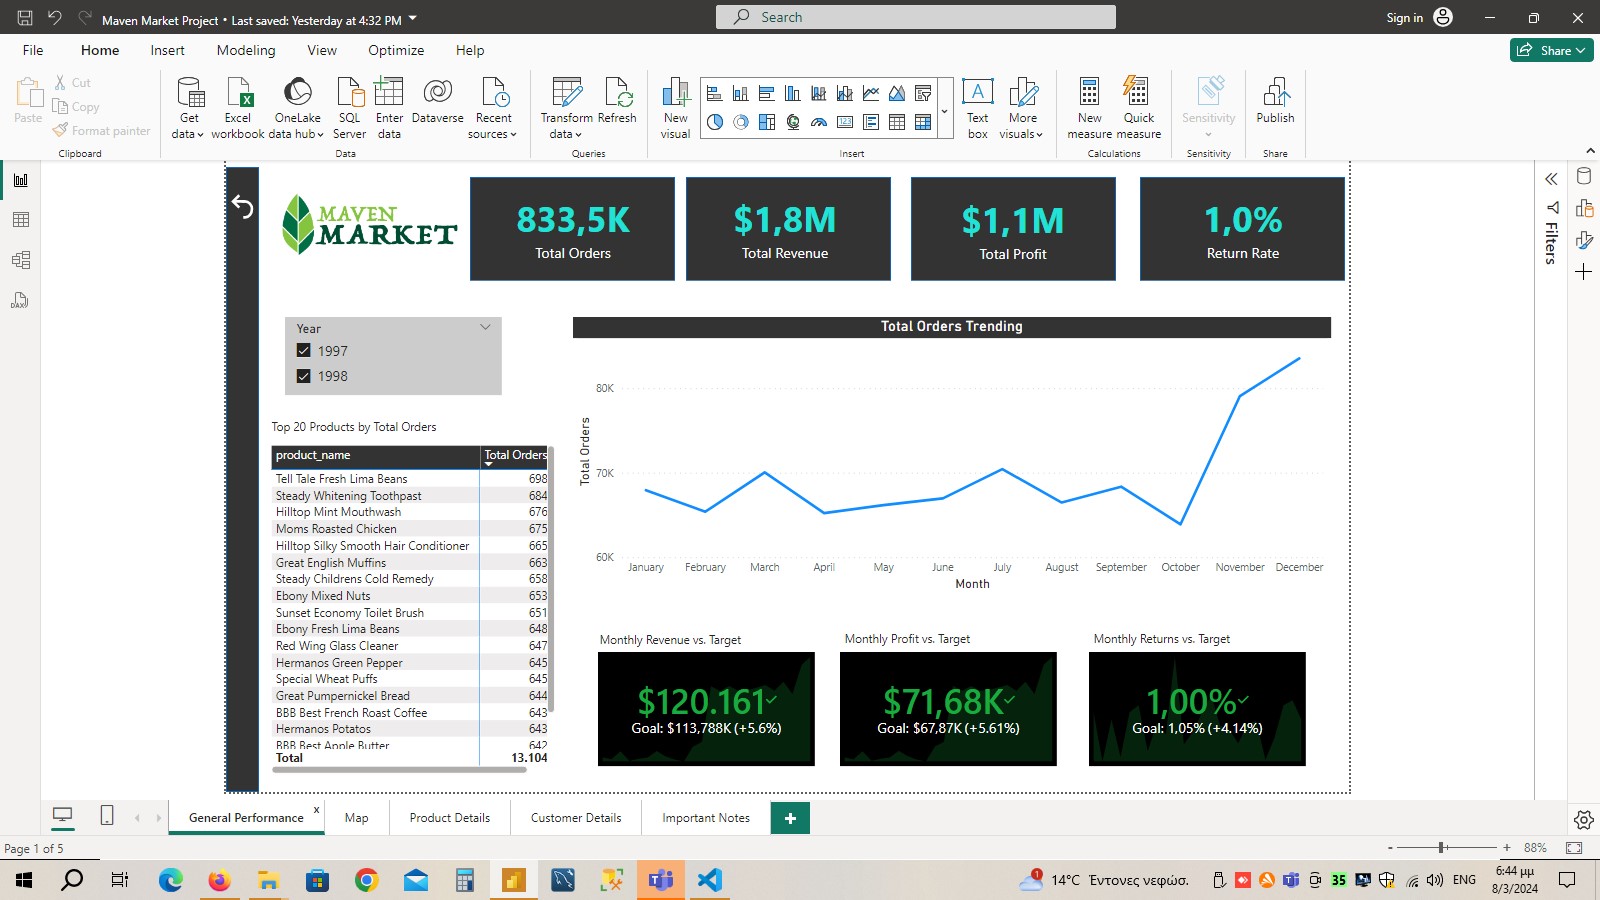 Maven Market Project • Last saved: Yesterday at 4:32 PM
Search
Sign in
File
Home
Insert
Modeling
View
Optimize
Help
Share
Paste
Cut
Copy
Format painter
Clipboard
Get data
Excel workbook
OneLake data hub
SQL Server
Enter data
Dataverse
Recent sources
Data
Transform data
Refresh
Queries
New visual
Text box
More visuals
Insert
New measure
Quick measure
Calculations
Sensitivity
Sensitivity
Publish
Share
MAVEN
MARKET
833,5K
Total Orders
$1,8M
Total Revenue
$1,1M
Total Profit
1,0%
Return Rate
Filters
Year
1997
1998
Total Orders Trending
Total Orders
80K
70K
60K
January
February
March
April
May
June
July
August
September
October
November
December
Month
Top 20 Products by Total Orders
product_name Total Orders
Tell Tale Fresh Lima Beans 698
Steady Whitening Toothpast 684
Hilltop Mint Mouthwash 676
Moms Roasted Chicken 675
Hilltop Silky Smooth Hair Conditioner 665
Great English Muffins 663
Steady Childrens Cold Remedy 658
Ebony Mixed Nuts 653
Sunset Economy Toilet Brush 651
Ebony Fresh Lima Beans 648
Red Wing Glass Cleaner 647
Hermanos Green Pepper 645
Special Wheat Puffs 645
Great Pumpernickel Bread 644
BBB Best French Roast Coffee 643
Hermanos Potatos 643
BBB Best Apple Butter 642
Total 13.104
Monthly Revenue vs. Target
$120.161
Goal: $113,788K (+5.6%)
Monthly Profit vs. Target
$71,68K
Goal: $67,87K (+5.61%)
Monthly Returns vs. Target
1,00%
Goal: 1,05% (+4.14%)
General Performance
x
Map
Product Details
Customer Details
Important Notes
+
Page 1 of 5
- + 88%
1
14°C Έντονες νεφώσ.
35
ENG
6:44 μμ
8/3/2024